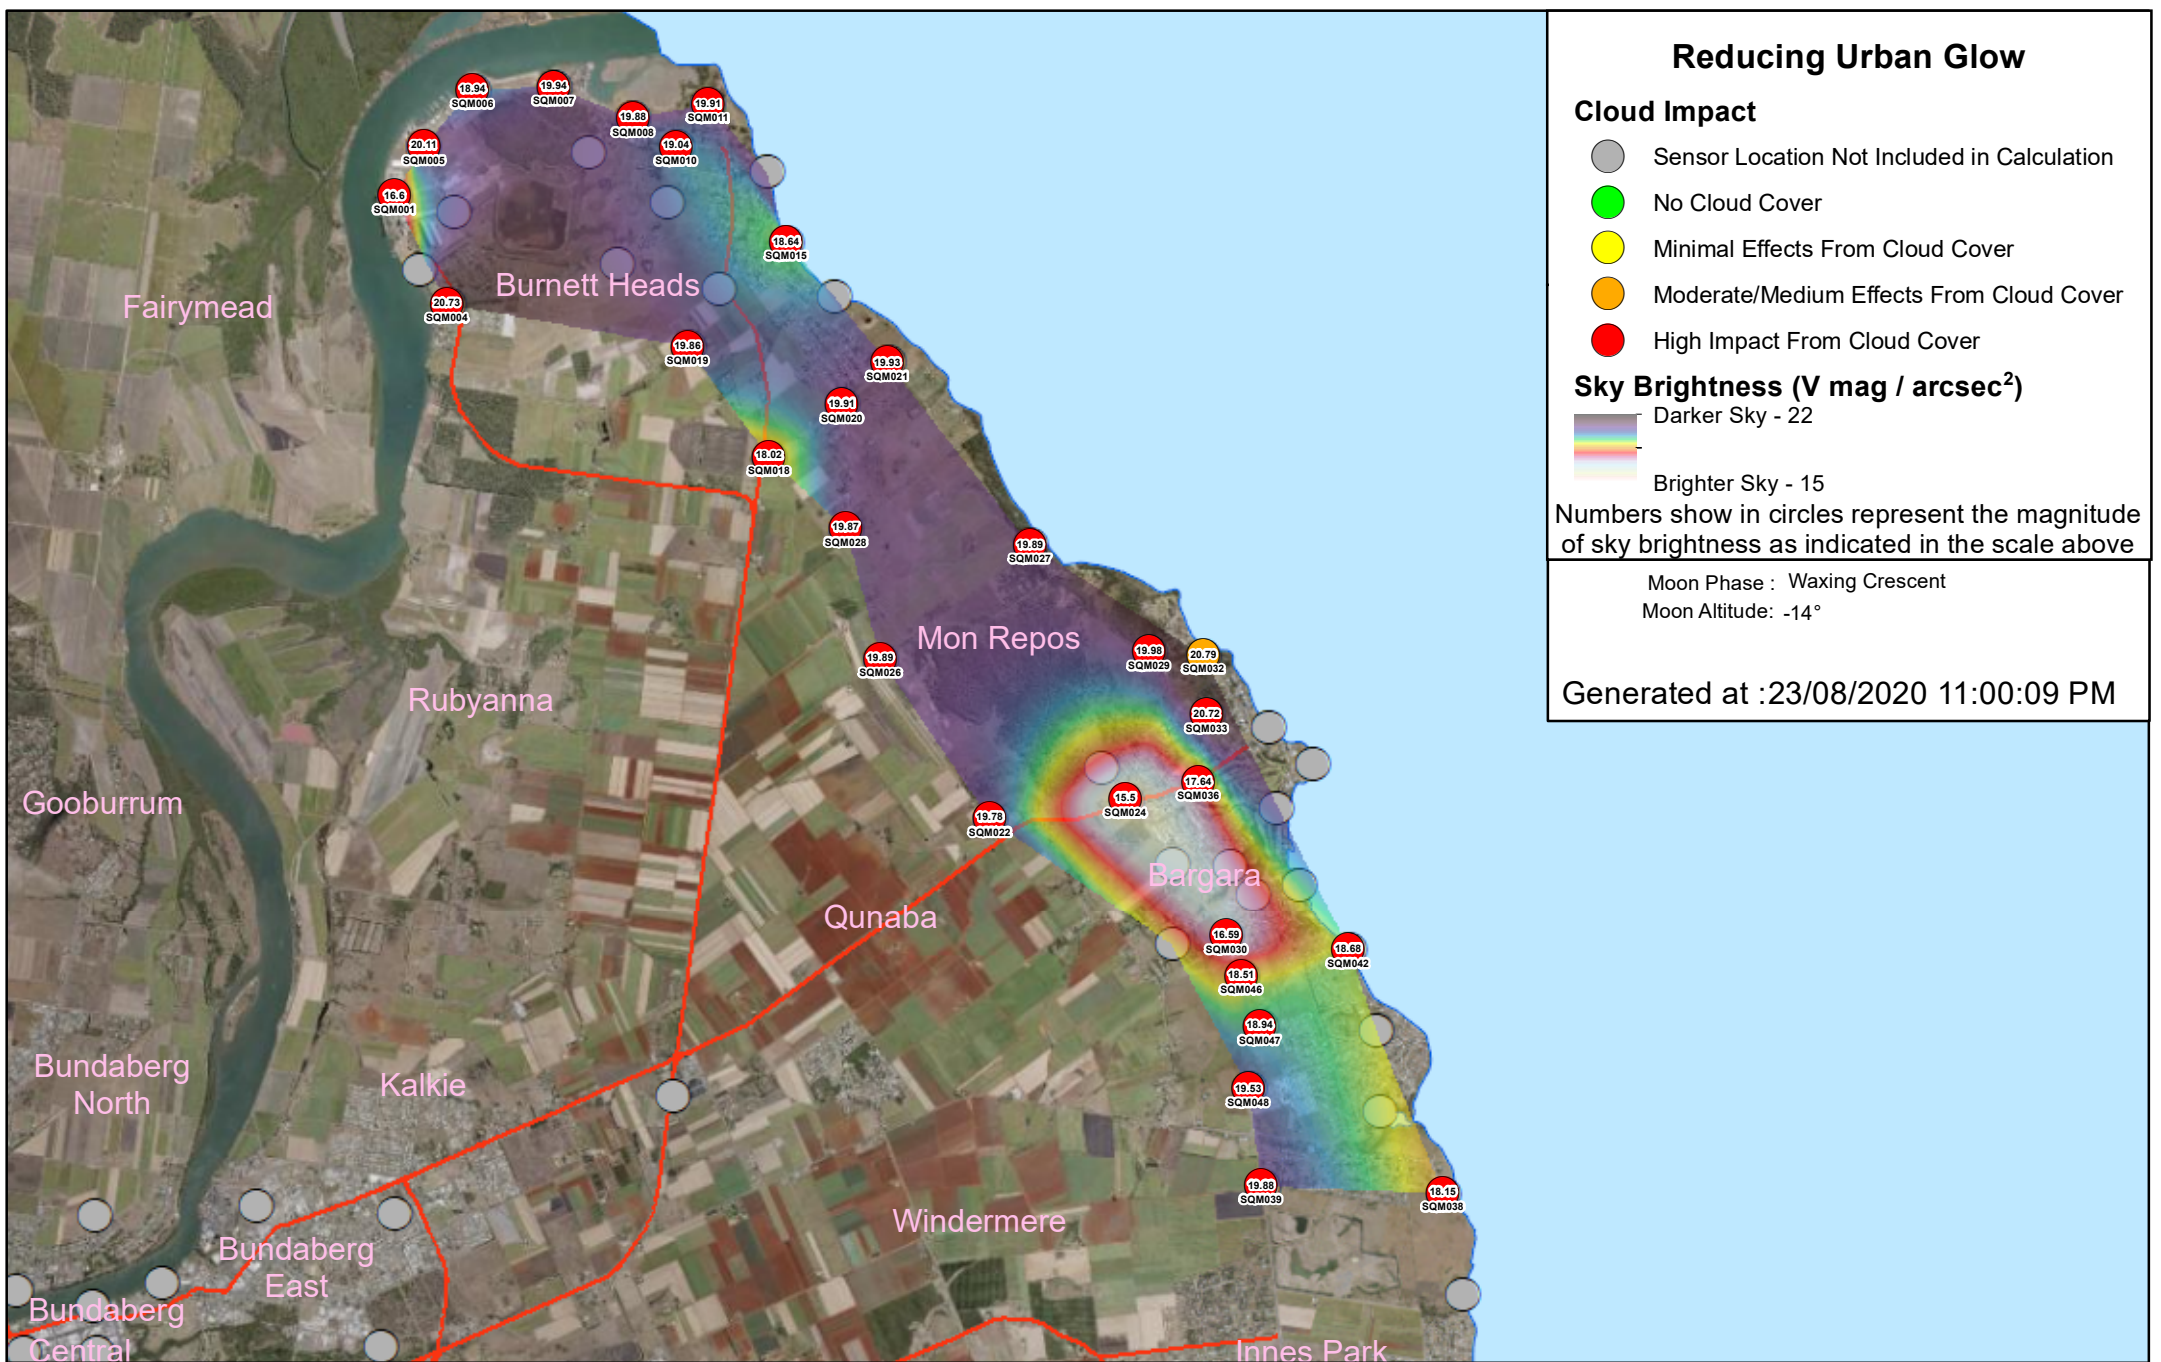 Reducing Urban Glow
Cloud Impact
Sensor Location Not Included in Calculation
No Cloud Cover
Minimal Effects From Cloud Cover
Moderate/Medium Effects From Cloud Cover
High Impact From Cloud Cover
Sky Brightness (V mag / arcsec²)
Darker Sky - 22
Brighter Sky - 15
Numbers show in circles represent the magnitude
of sky brightness as indicated in the scale above
Moon Phase : Waxing Crescent
Moon Altitude: -14°
Generated at :23/08/2020 11:00:09 PM
18.94
SQM006
19.94
SQM007
19.88
SQM008
19.91
SQM011
20.11
SQM005
19.04
SQM010
16.6
SQM001
18.64
SQM015
Burnett Heads
Fairymead
20.73
SQM004
19.86
SQM019
19.93
SQM021
19.91
SQM020
18.02
SQM018
19.87
SQM028
19.89
SQM027
Mon Repos
19.89
SQM026
19.98
SQM029
20.79
SQM032
Rubyanna
20.72
SQM033
17.64
SQM036
15.5
SQM024
Gooburrum
19.78
SQM022
Bargara
Qunaba
16.59
SQM030
18.68
SQM042
18.51
SQM046
18.94
SQM047
Bundaberg
North
Kalkie
19.53
SQM048
19.88
SQM039
18.15
SQM038
Windermere
Bundaberg
East
Bundaberg
Central
Innes Park